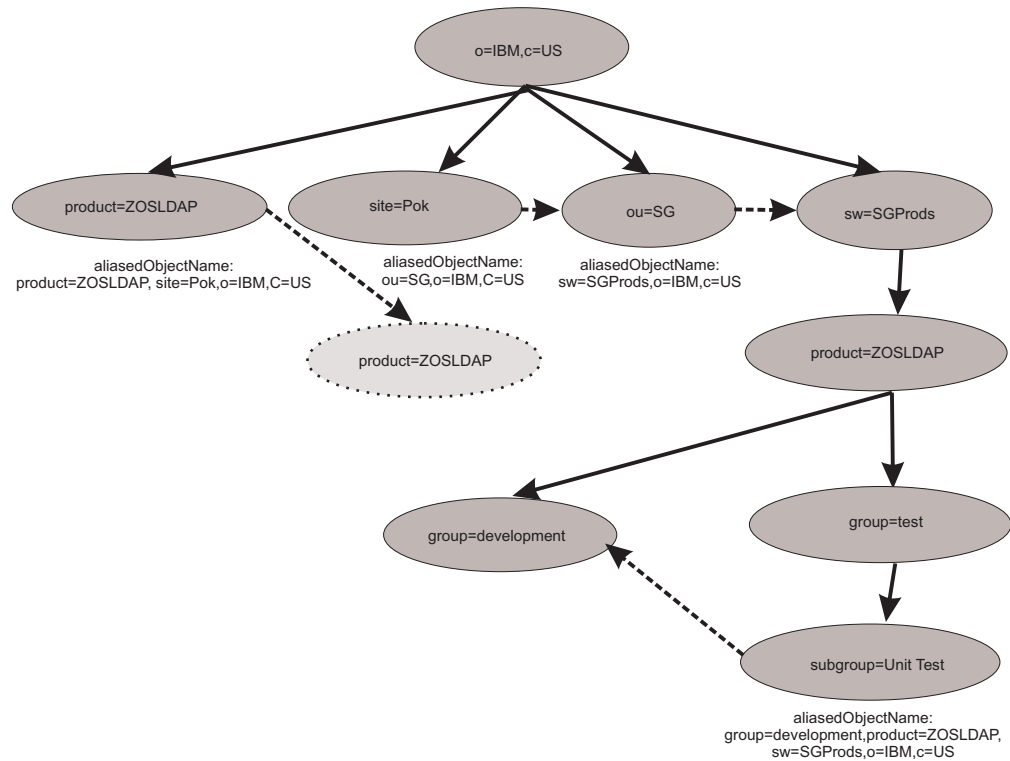 o=IBM,c=US
product=ZOSLDAP
site=Pok
ou=SG
sw=SGProds
aliasedObjectName:
product=ZOSLDAP, site=Pok,o=IBM,C=US
aliasedObjectName:
ou=SG,o=IBM,C=US
aliasedObjectName:
sw=SGProds,o=IBM,c=US
product=ZOSLDAP
product=ZOSLDAP
group=development
group=test
subgroup=Unit Test
aliasedObjectName:
group=development,product=ZOSLDAP,
sw=SGProds,o=IBM,c=US